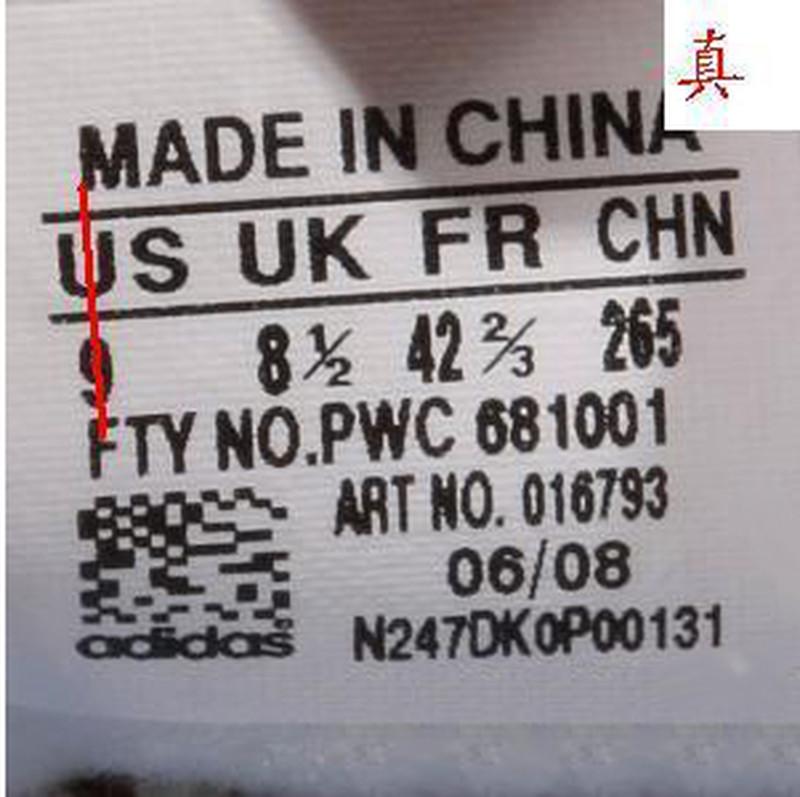 真
MADE IN CHINA
US UK FR CHN
9 8½ 42⅔ 265
FTY NO.PWC 681001
ART NO. 016793
06/08
adidas N247DK0P00131